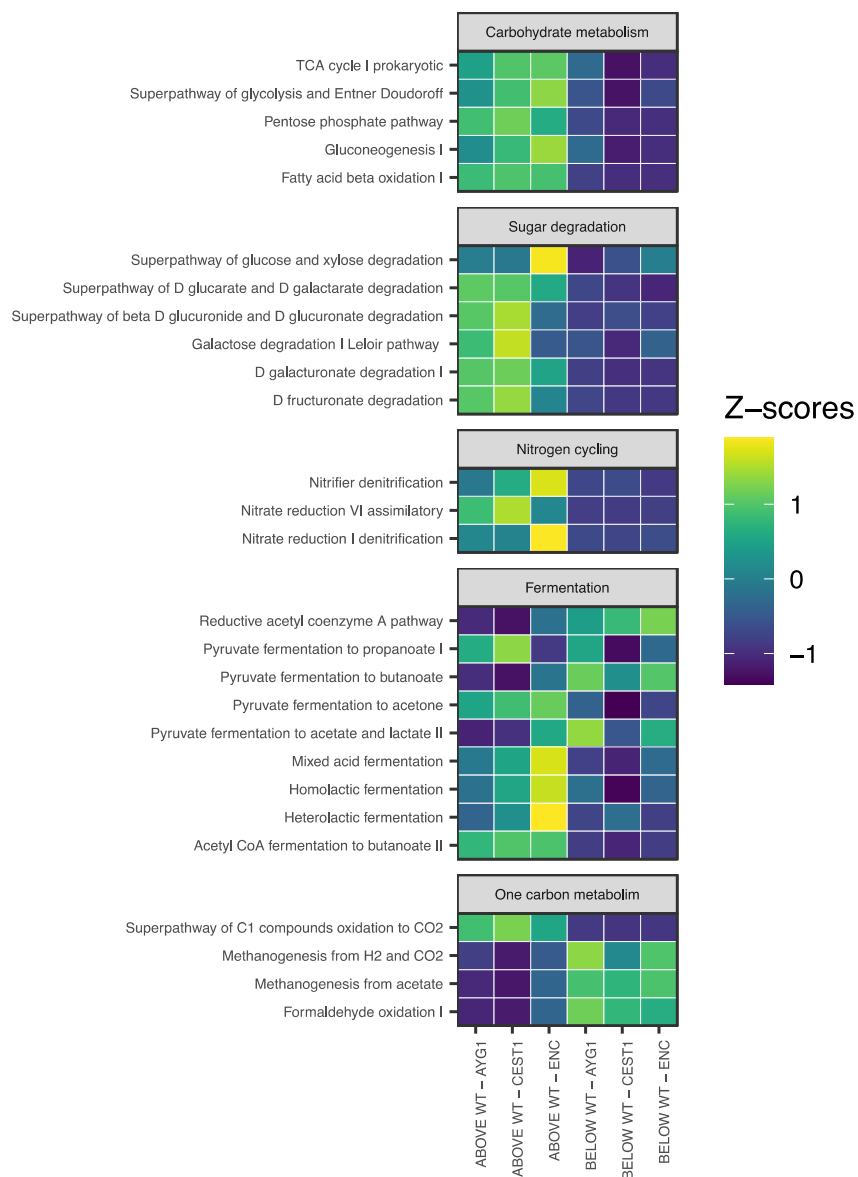 Carbohydrate metabolism
TCA cycle I prokaryotic
Superpathway of glycolysis and Entner Doudoroff
Pentose phosphate pathway
Gluconeogenesis I
Fatty acid beta oxidation I
Sugar degradation
Superpathway of glucose and xylose degradation
Superpathway of D glucarate and D galactarate degradation
Superpathway of beta D glucuronide and D glucuronate degradation
Galactose degradation I Leloir pathway
D galacturonate degradation I
D fructuronate degradation
Z−scores
1
0
−1
Nitrogen cycling
Nitrifier denitrification
Nitrate reduction VI assimilatory
Nitrate reduction I denitrification
Fermentation
Reductive acetyl coenzyme A pathway
Pyruvate fermentation to propanoate I
Pyruvate fermentation to butanoate
Pyruvate fermentation to acetone
Pyruvate fermentation to acetate and lactate II
Mixed acid fermentation
Homolactic fermentation
Heterolactic fermentation
Acetyl CoA fermentation to butanoate II
One carbon metabolim
Superpathway of C1 compounds oxidation to CO2
Methanogenesis from H2 and CO2
Methanogenesis from acetate
Formaldehyde oxidation I
ABOVE WT − AYG1
ABOVE WT − CEST1
ABOVE WT − ENC
BELOW WT − AYG1
BELOW WT − CEST1
BELOW WT − ENC